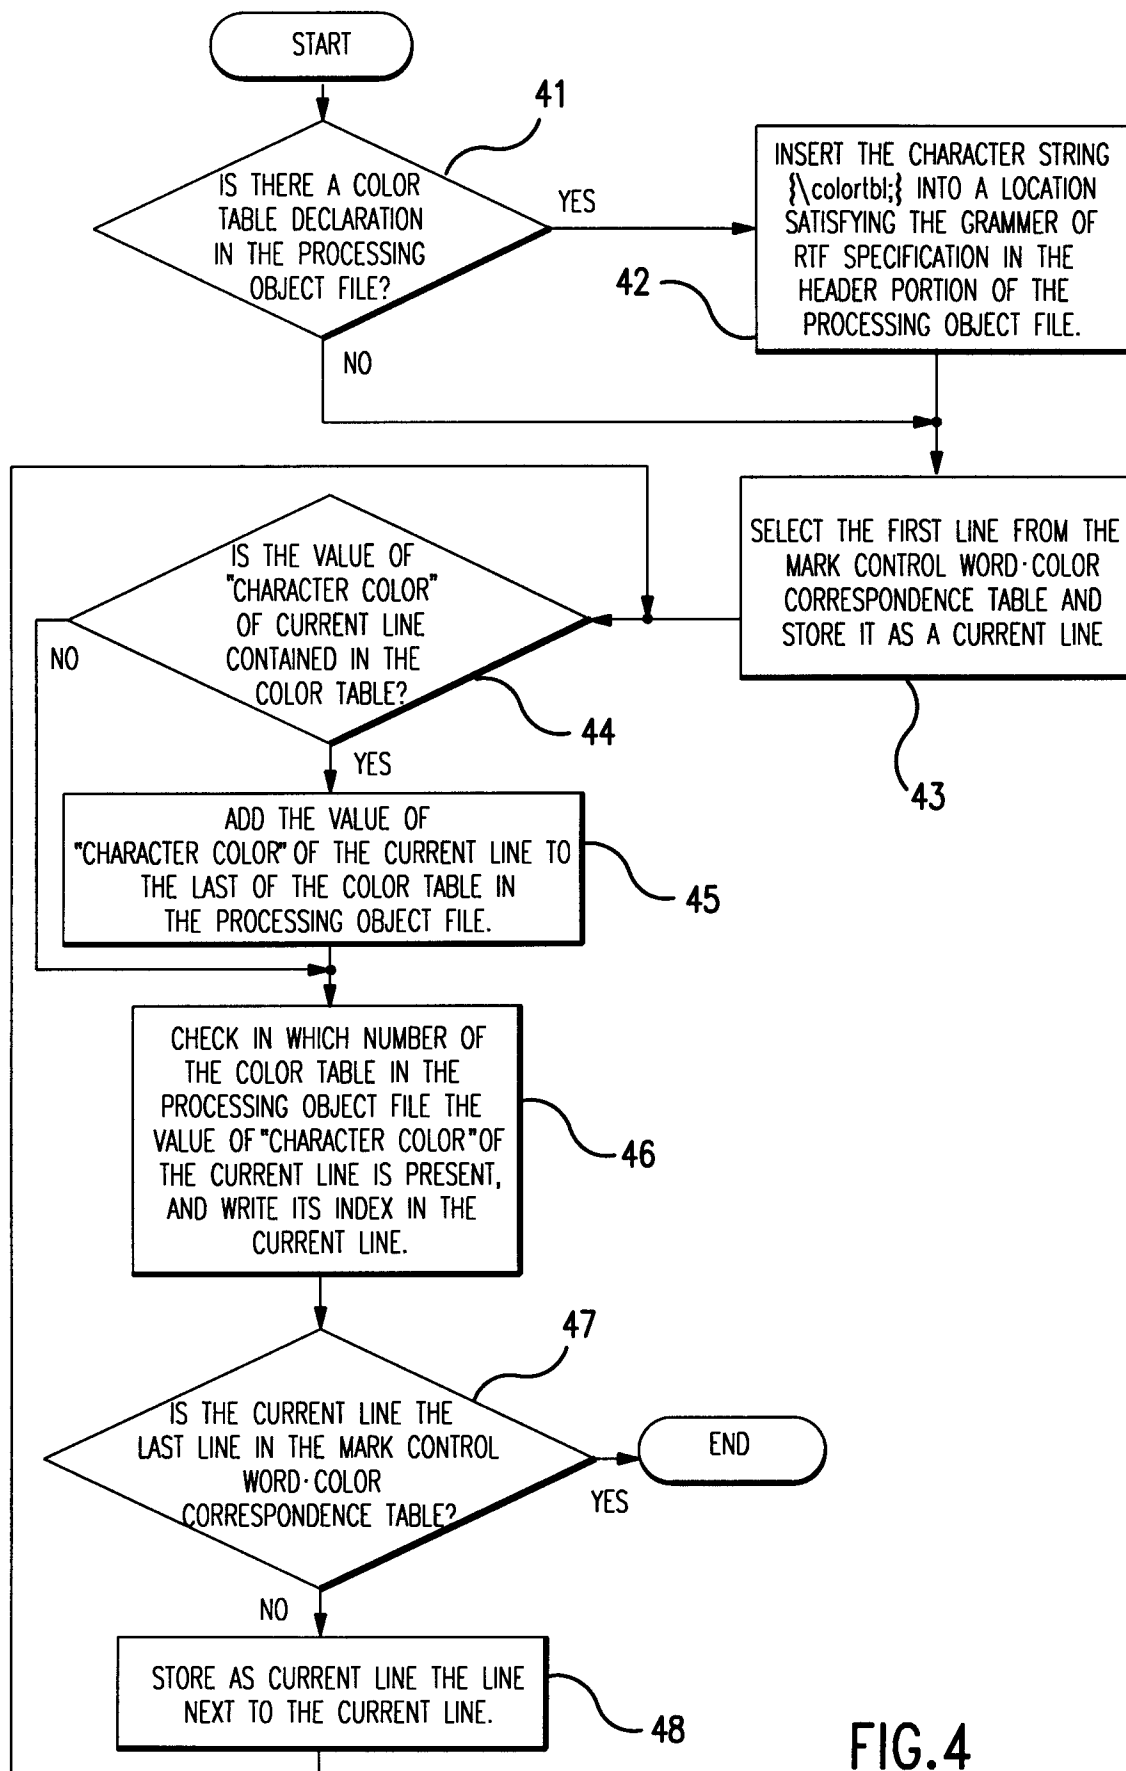 START
41
IS THERE A COLOR
TABLE DECLARATION
IN THE PROCESSING
OBJECT FILE?
YES
NO
INSERT THE CHARACTER STRING
{\colortbl;{ INTO A LOCATION
SATISFYING THE GRAMMER OF
RTF SPECIFICATION IN THE
HEADER PORTION OF THE
PROCESSING OBJECT FILE.
42
SELECT THE FIRST LINE FROM THE
MARK CONTROL WORD·COLOR
CORRESPONDENCE TABLE AND
STORE IT AS A CURRENT LINE
43
IS THE VALUE OF
"CHARACTER COLOR"
OF CURRENT LINE
CONTAINED IN THE
COLOR TABLE?
NO
44
YES
ADD THE VALUE OF
"CHARACTER COLOR" OF THE CURRENT LINE TO
THE LAST OF THE COLOR TABLE IN
THE PROCESSING OBJECT FILE.
45
CHECK IN WHICH NUMBER OF
THE COLOR TABLE IN THE
PROCESSING OBJECT FILE THE
VALUE OF "CHARACTER COLOR" OF
THE CURRENT LINE IS PRESENT,
AND WRITE ITS INDEX IN THE
CURRENT LINE.
46
47
IS THE CURRENT LINE THE
LAST LINE IN THE MARK CONTROL
WORD·COLOR
CORRESPONDENCE TABLE?
YES
END
NO
STORE AS CURRENT LINE THE LINE
NEXT TO THE CURRENT LINE.
48
FIG.4